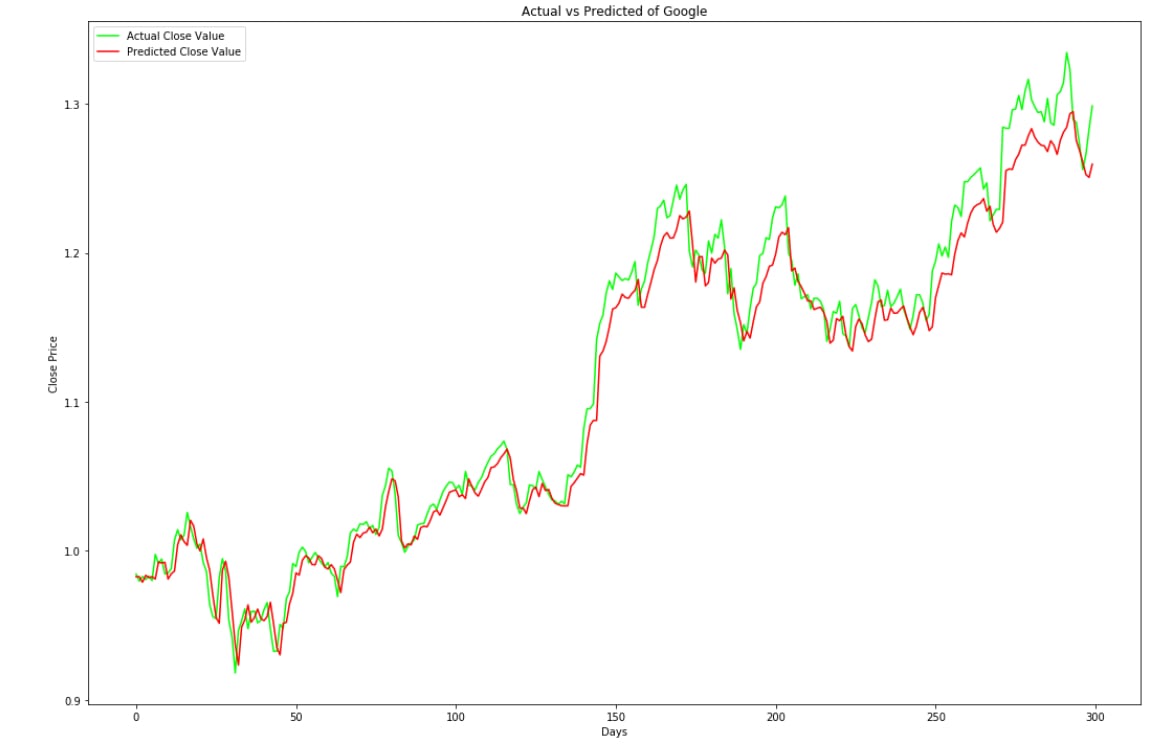 Actual vs Predicted of Google
Actual Close Value
Predicted Close Value
1.3
1.2
1.1
1.0
0.9
Close Price
0 50 100 150 200 250 300
Days